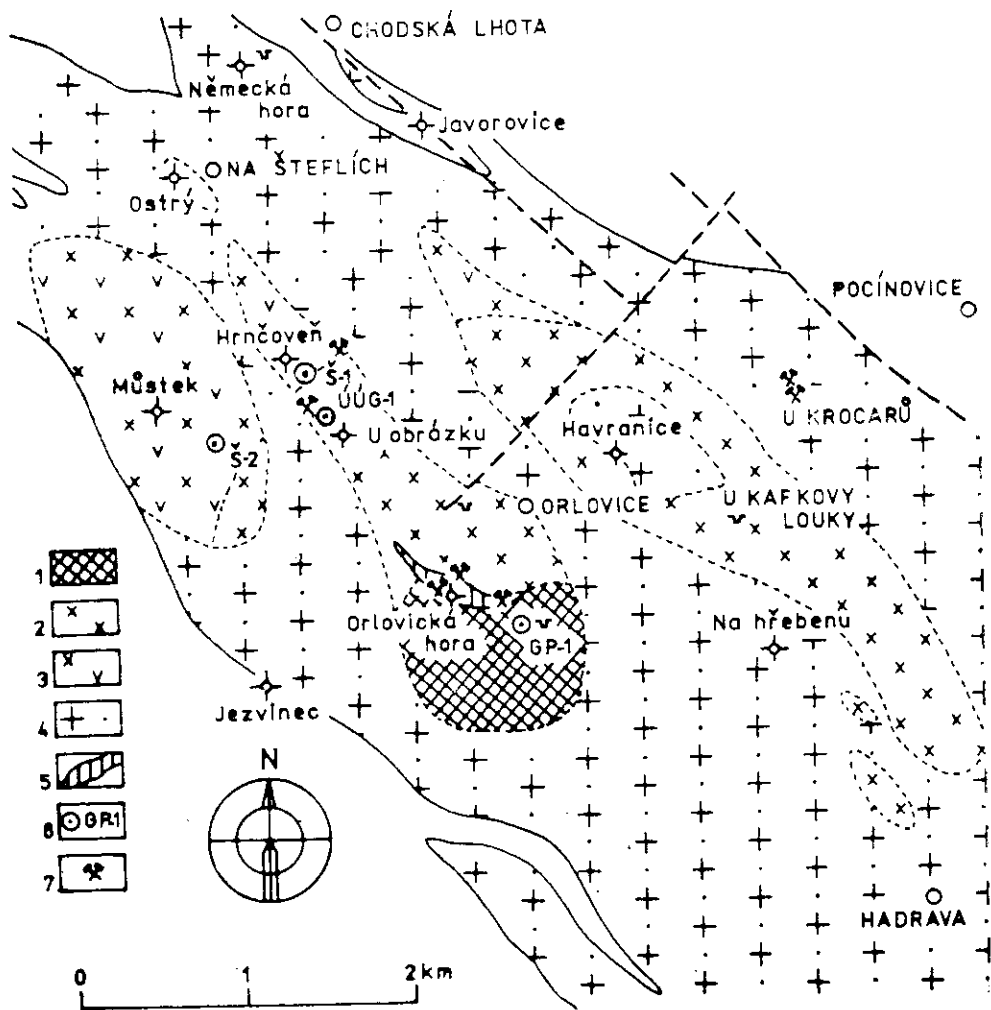 CHODSKÁ LHOTA
Německá
hora
Javorovice
NA ŠTEFLÍCH
Ostrý
POCÍNOVICE
Hrnčoveň
Š-1
Můstek
ÚÚG-1
U KROCARŮ
U obrázku
Havranice
Š-2
ORLOVICE
U KAFKOVY
LOUKY
1
2
Orlovická
hora
GP-1
Na hřebenu
3
4
Jezvinec
5
N
6 GP-1
7
HADRAVA
0 1 2 km